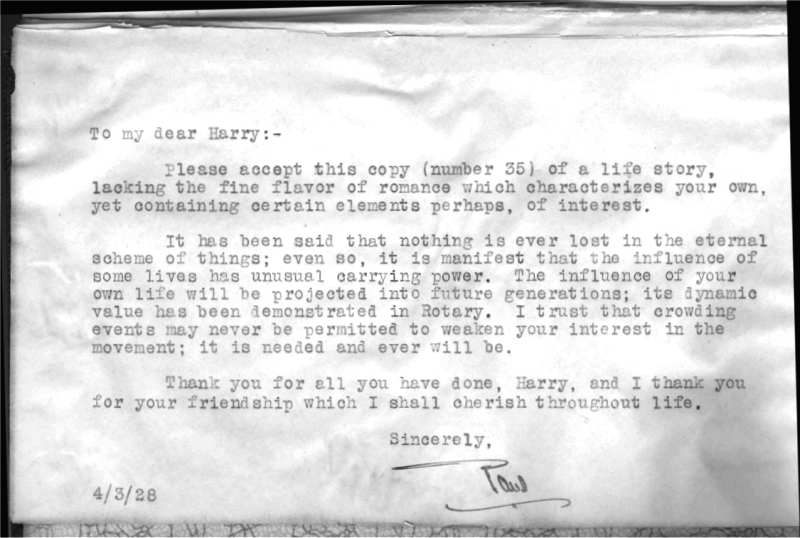 To my dear Harry:-
Please accept this copy (number 35) of a life story,
lacking the fine flavor of romance which characterizes your own,
yet containing certain elements perhaps, of interest.
It has been said that nothing is ever lost in the eternal
scheme of things; even so, it is manifest that the influence of
some lives has unusual carrying power. The influence of your
own life will be projected into future generations; its dynamic
value has been demonstrated in Rotary. I trust that crowding
events may never be permitted to weaken your interest in the
movement; it is needed and ever will be.
Thank you for all you have done, Harry, and I thank you
for your friendship which I shall cherish throughout life.
Sincerely,
Paul
4/3/28